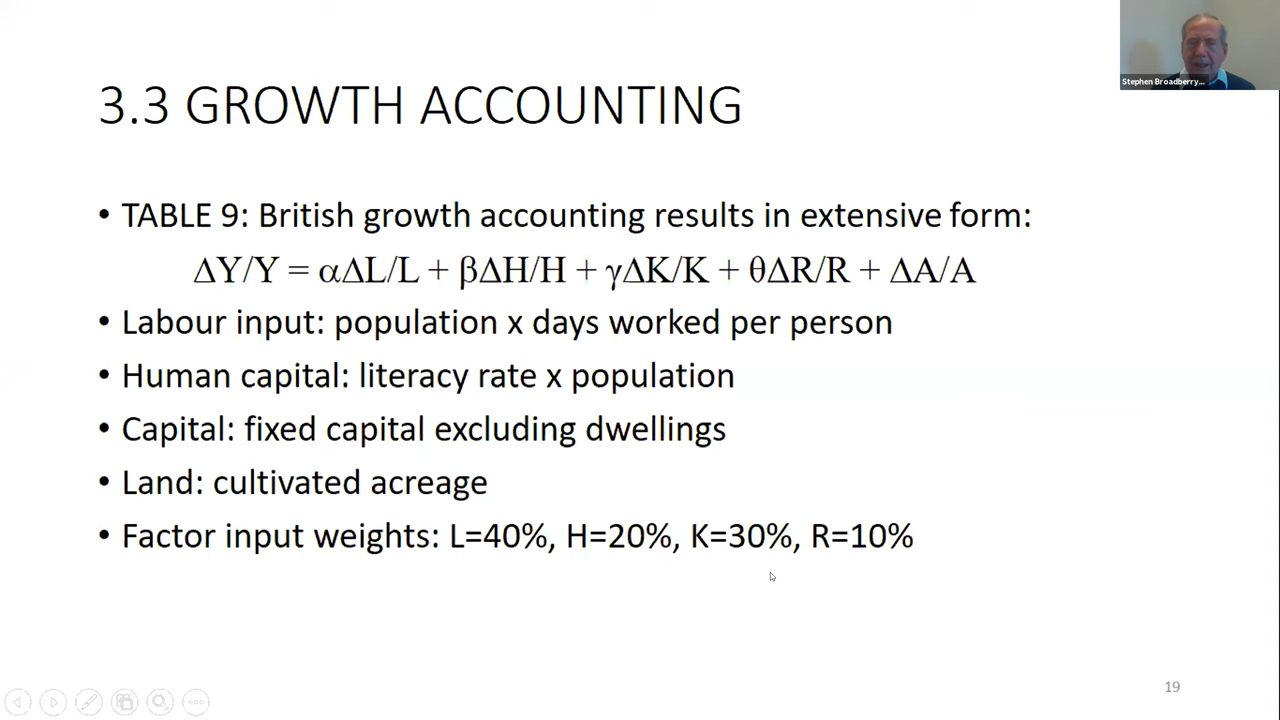 Stephen Broadberry...
3.3 GROWTH ACCOUNTING
• TABLE 9: British growth accounting results in extensive form:
ΔY/Y = αΔL/L + βΔH/H + γΔK/K + θΔR/R + ΔA/A
• Labour input: population x days worked per person
• Human capital: literacy rate x population
• Capital: fixed capital excluding dwellings
• Land: cultivated acreage
• Factor input weights: L=40%, H=20%, K=30%, R=10%
19